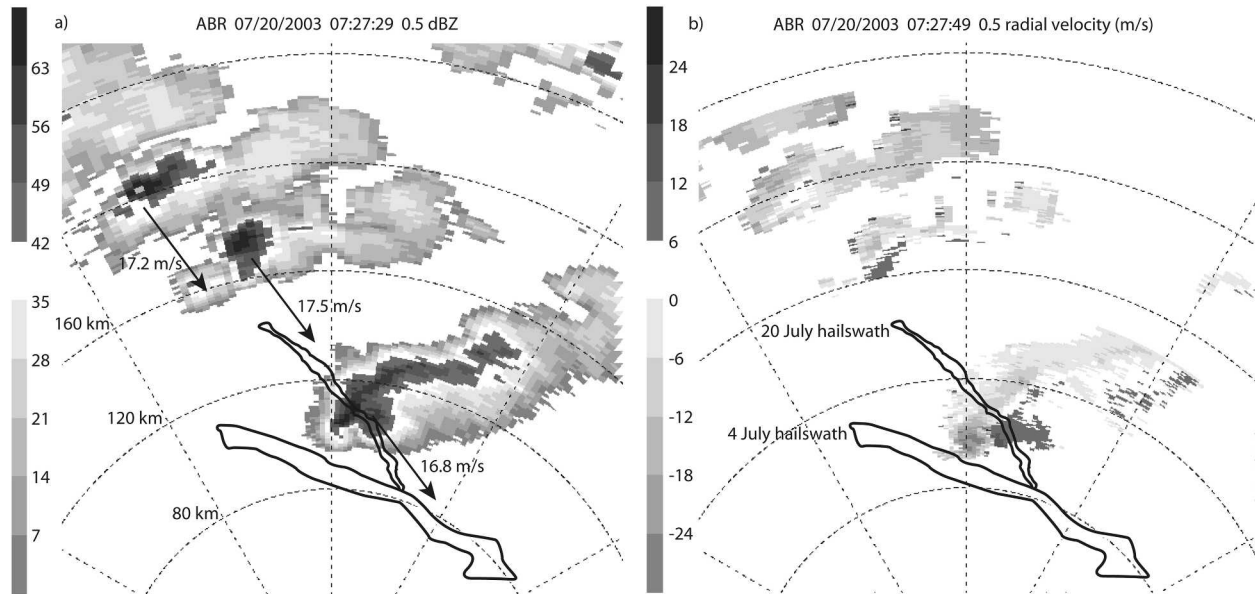 a)
ABR 07/20/2003 07:27:29 0.5 dBZ
63
56
49
42
35
28
21
14
7
17.2 m/s
17.5 m/s
16.8 m/s
160 km
120 km
80 km
b)
ABR 07/20/2003 07:27:49 0.5 radial velocity (m/s)
24
18
12
6
0
-6
-12
-18
-24
20 July hailswath
4 July hailswath